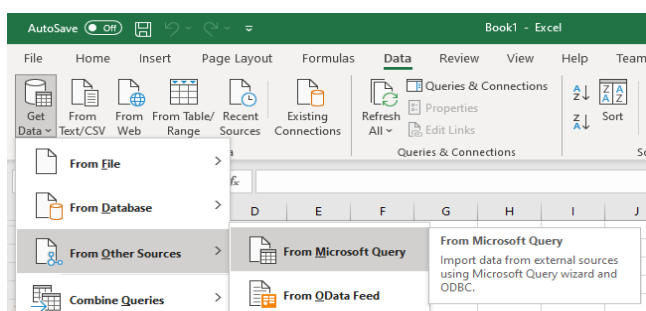 AutoSave Off Book1 - Excel
File Home Insert Page Layout Formulas Data Review View Help Team
Get Data From Text/CSV From Web From Table/ Range Recent Sources Existing Connections Refresh All Queries & Connections Properties Edit Links Sort
Queries & Connections
From File
fx
From Database
D E F G H I J
From Other Sources
From Microsoft Query
From Microsoft Query
Import data from external sources
using Microsoft Query wizard and
ODBC.
Combine Queries
From OData Feed